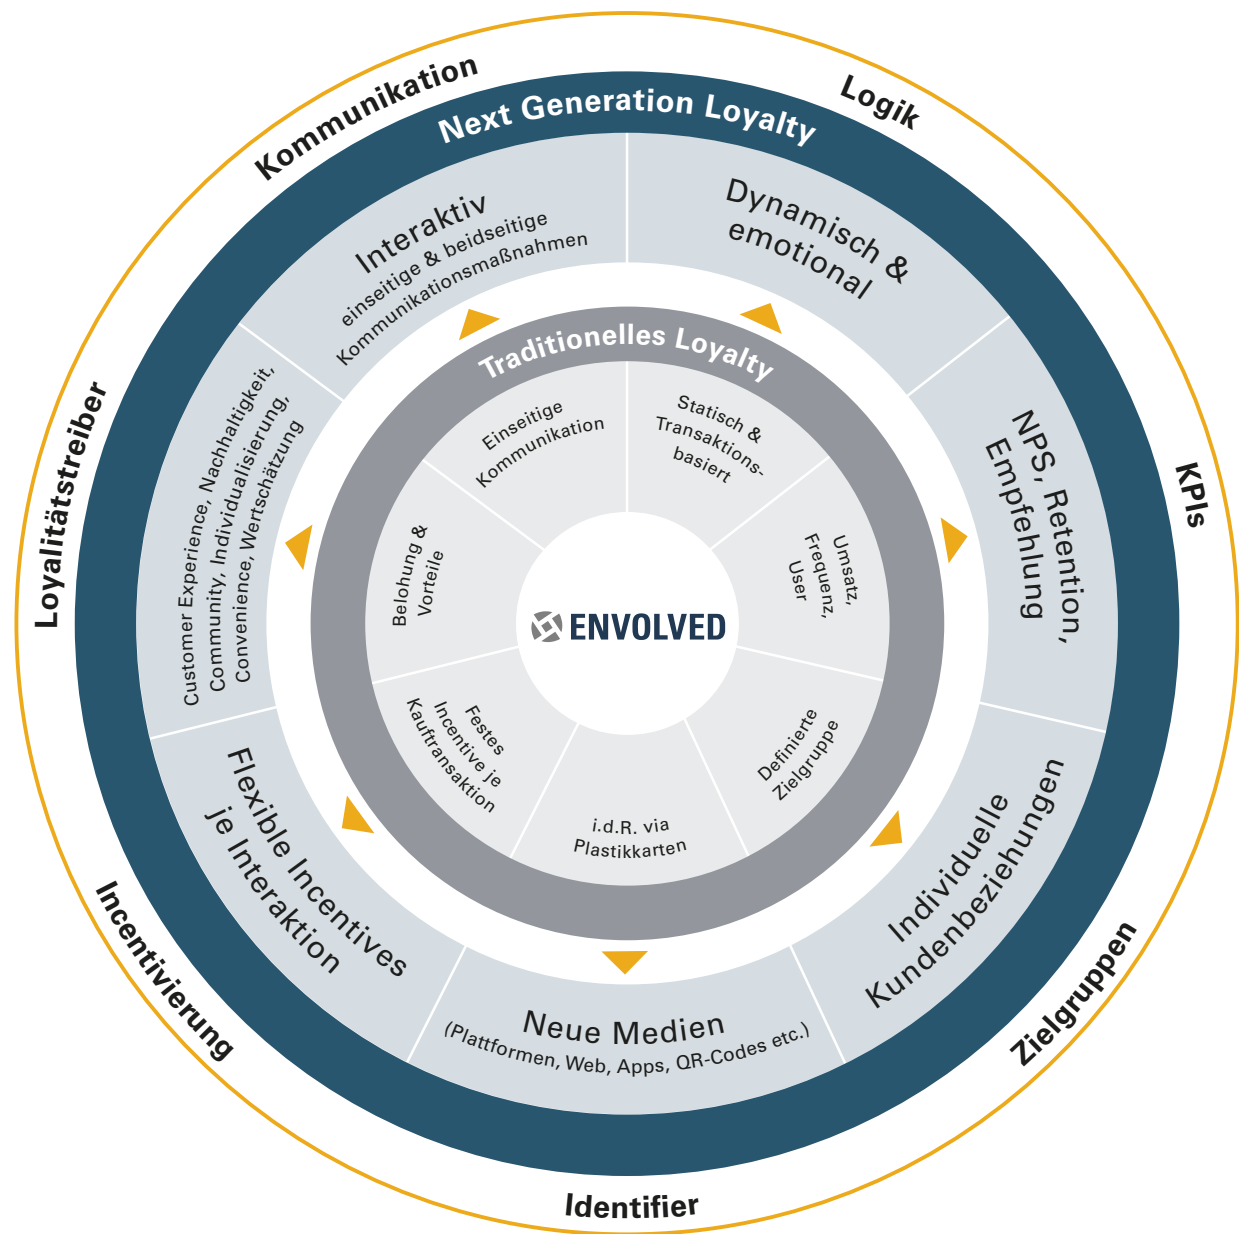 Kommunikation
Logik
KPIs
Zielgruppen
Identifier
Incentivierung
Loyalitätstreiber
Next Generation Loyalty
Interaktiv
einseitige & beidseitige
Kommunikationsmaßnahmen
Dynamisch &
emotional
NPS, Retention,
Empfehlung
Individuelle
Kundenbeziehungen
Neue Medien
(Plattformen, Web, Apps, QR-Codes etc.)
Flexible Incentives
je Interaktion
Customer Experience, Nachhaltigkeit,
Community, Individualisierung,
Convenience, Wertschätzung
Traditionelles Loyalty
Einseitige
Kommunikation
Statisch &
Transaktions-
basiert
Umsatz,
Frequenz,
User
Definierte
Zielgruppe
i.d.R. via
Plastikkarten
Festes
Incentive je
Kauftransaktion
Belohung &
Vorteile
ENVOLVED